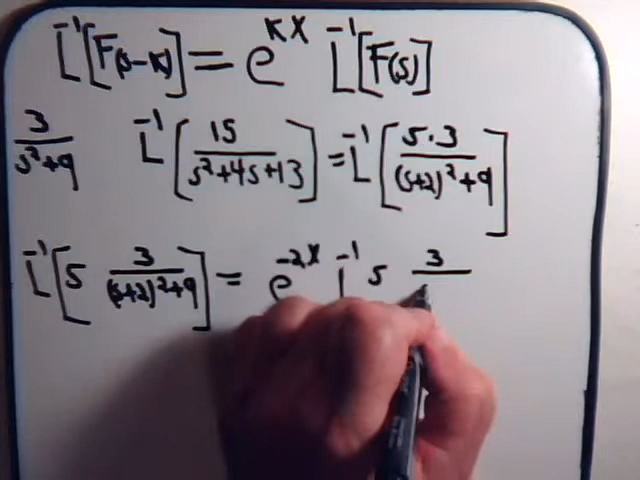 L⁻¹[F(s-k)] = e^kx L⁻¹[F(s)]
3/(s²+9) L⁻¹[15/(s²+4s+13)] = L⁻¹[5·3/((s+2)²+9)]
L⁻¹[5 3/((s+2)²+9)] = e^-2x L⁻¹ 5 3/